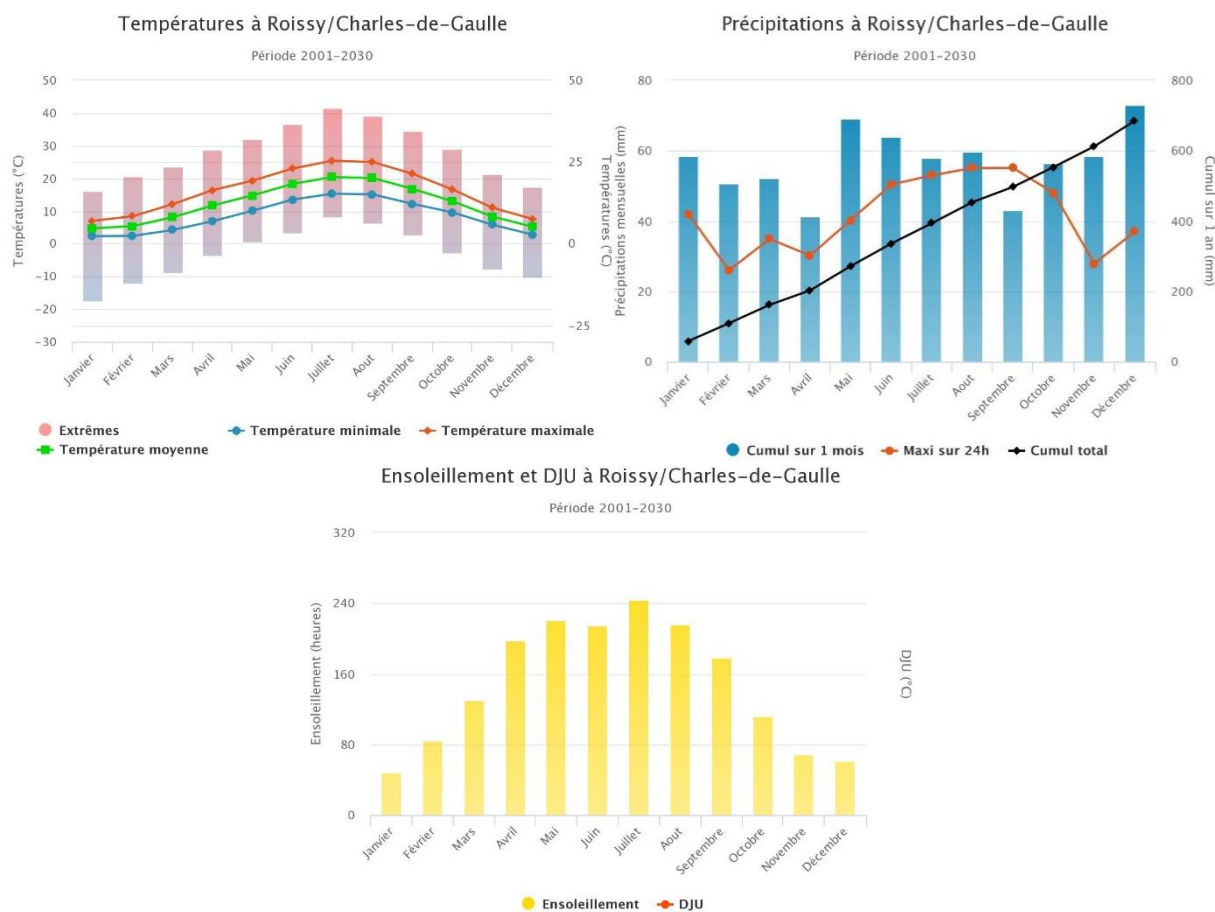 Températures à Roissy/Charles-de-Gaulle
Période 2001-2030
50
40
30
20
10
0
-10
-20
-30
Températures (°C)
50
25
0
-25
Températures (°C)
Janvier
Février
Mars
Avril
Mai
Juin
Juillet
Aout
Septembre
Octobre
Novembre
Décembre
Extrêmes
Température minimale
Température maximale
Température moyenne
Précipitations à Roissy/Charles-de-Gaulle
Période 2001-2030
80
60
40
20
0
Précipitations mensuelles (mm)
800
600
400
200
0
Cumul sur 1 an (mm)
Janvier
Février
Mars
Avril
Mai
Juin
Juillet
Aout
Septembre
Octobre
Novembre
Décembre
Cumul sur 1 mois
Maxi sur 24h
Cumul total
Ensoleillement et DJU à Roissy/Charles-de-Gaulle
Période 2001-2030
320
240
160
80
0
Ensoleillement (heures)
DJU (°C)
Janvier
Février
Mars
Avril
Mai
Juin
Juillet
Aout
Septembre
Octobre
Novembre
Décembre
Ensoleillement
DJU